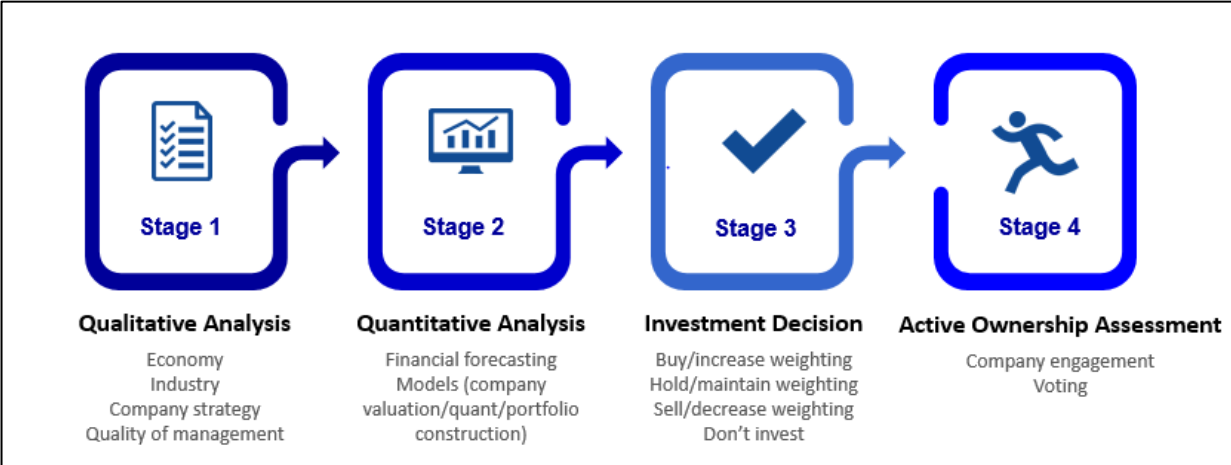 Stage 1
Stage 2
Stage 3
Stage 4
Qualitative Analysis
Economy
Industry
Company strategy
Quality of management
Quantitative Analysis
Financial forecasting
Models (company
valuation/quant/portfolio
construction)
Investment Decision
Buy/increase weighting
Hold/maintain weighting
Sell/decrease weighting
Don't invest
Active Ownership Assessment
Company engagement
Voting